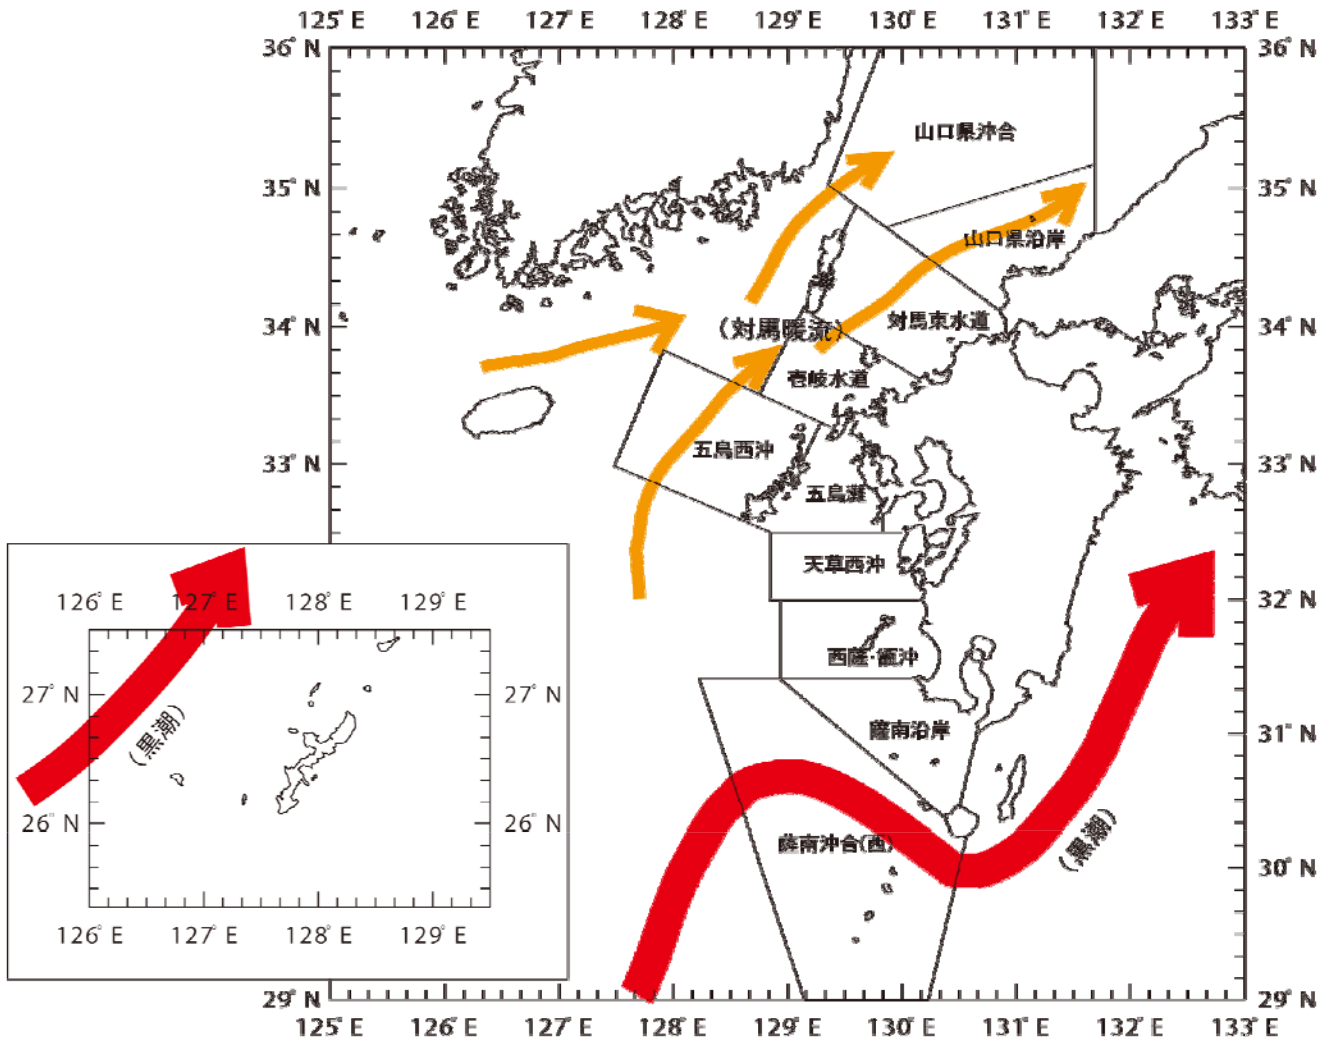 125° E 126° E 127° E 128° E 129° E 130° E 131° E 132° E 133° E
36° N 36° N
山口県沖合
35° N 35° N
山口県沿岸
34° N (対馬暖流) 対馬東水道 34° N
壱岐水道
五島西沖
33° N 33° N
五島灘
天草西沖
32° N
西薩・甑沖
薩南沿岸
31° N
薩南沖合(西)
(黒潮)
30° N
29° N 29° N
125° E 126° E 127° E 128° E 129° E 130° E 131° E 132° E 133° E
126° E 127° E 128° E 129° E
27° N 27° N
(黒潮)
26° N 26° N
126° E 127° E 128° E 129° E